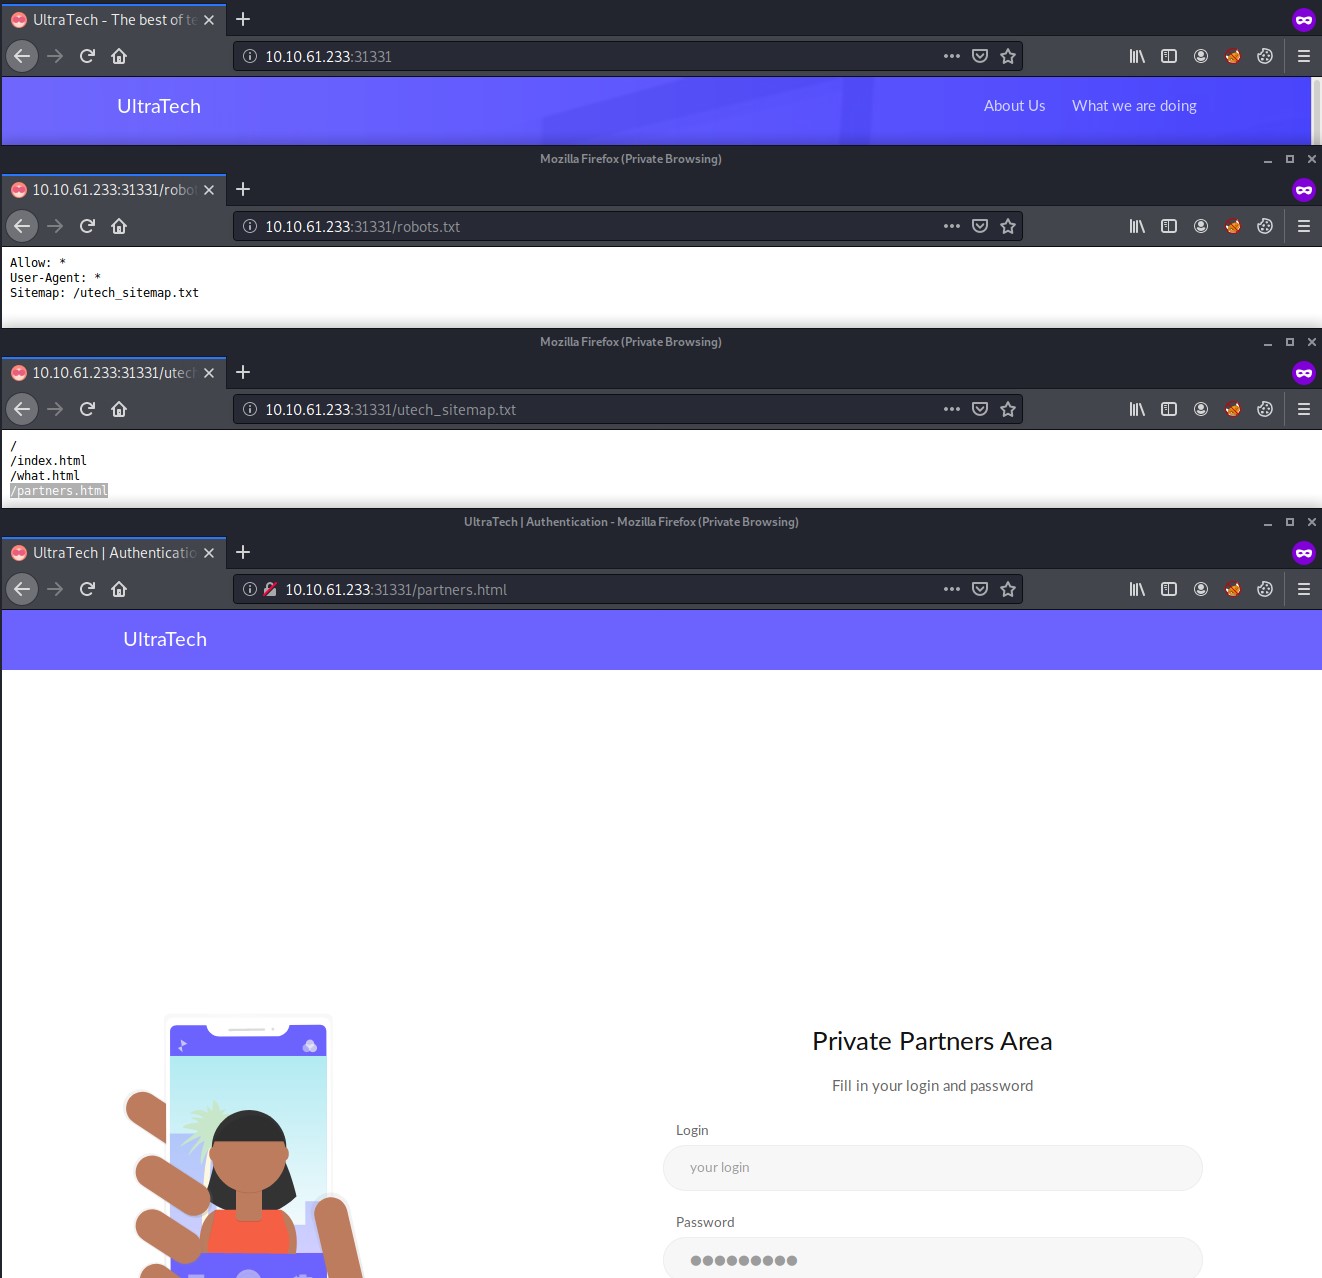 UltraTech - The best of te
10.10.61.233:31331
UltraTech
About Us
What we are doing
Mozilla Firefox (Private Browsing)
10.10.61.233:31331/robo
10.10.61.233:31331/robots.txt
Allow: *
User-Agent: *
Sitemap: /utech_sitemap.txt
Mozilla Firefox (Private Browsing)
10.10.61.233:31331/utec
10.10.61.233:31331/utech_sitemap.txt
/
/index.html
/what.html
/partners.html
UltraTech | Authentication - Mozilla Firefox (Private Browsing)
UltraTech | Authenticatio
10.10.61.233:31331/partners.html
UltraTech
Private Partners Area
Fill in your login and password
Login
your login
Password